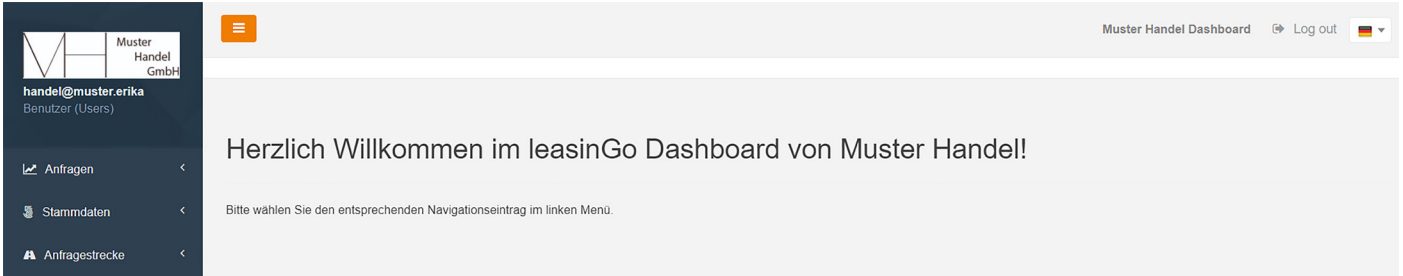 Muster
Handel
GmbH
handel@muster.erika
Benutzer (Users)
Anfragen
Stammdaten
Anfragestrecke
Muster Handel Dashboard
Log out
Herzlich Willkommen im leasinGo Dashboard von Muster Handel!
Bitte wählen Sie den entsprechenden Navigationseintrag im linken Menü.